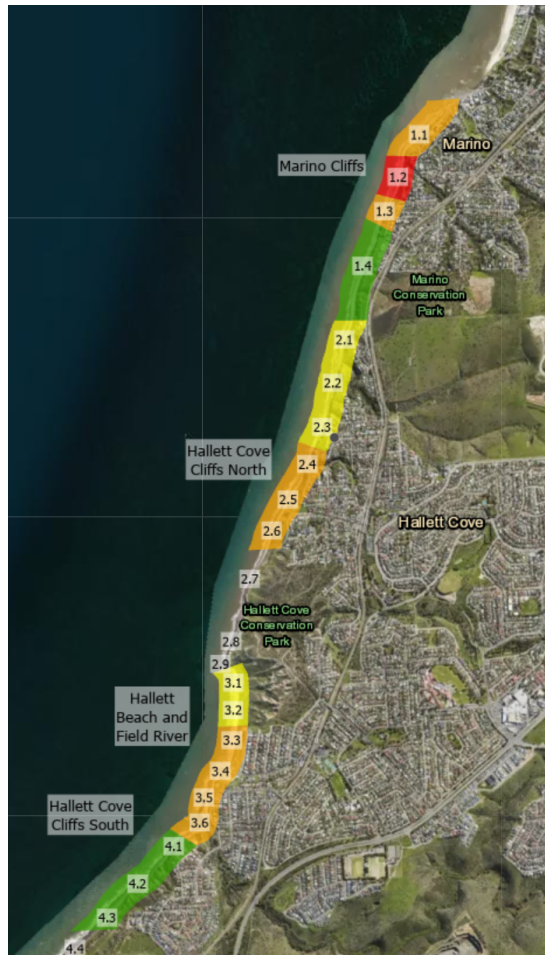 1.1
Marino
Marino Cliffs
1.2
1.3
1.4
Marino
Conservation
Park
2.1
2.2
2.3
Hallett Cove
Cliffs North
2.4
2.5
2.6
Hallett Cove
2.7
Hallett Cove
Conservation
Park
2.8
2.9
3.1
Hallett
Beach and
Field River
3.2
3.3
3.4
3.5
Hallett Cove
Cliffs South
3.6
4.1
4.2
4.3
4.4